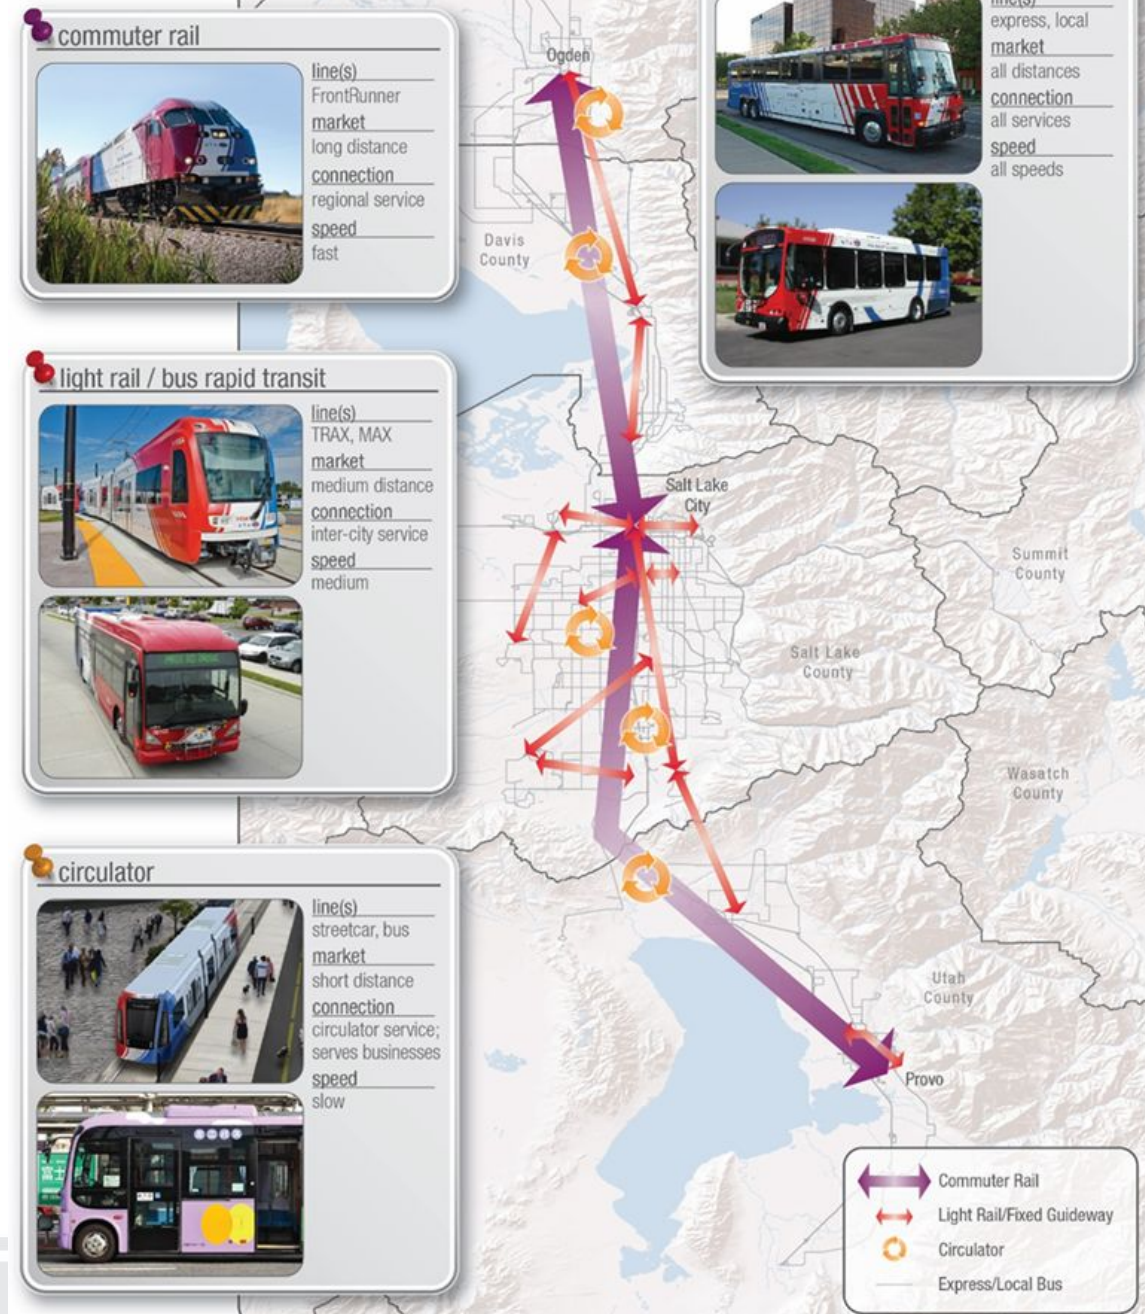 commuter rail
line(s)
FrontRunner
market
long distance
connection
regional service
speed
fast
line(s)
express, local
market
all distances
connection
all services
speed
all speeds
light rail / bus rapid transit
line(s)
TRAX, MAX
market
medium distance
connection
inter-city service
speed
medium
circulator
line(s)
streetcar, bus
market
short distance
connection
circulator service;
serves businesses
speed
slow
富士
Ogden
Davis
County
Salt Lake
City
Summit
County
Salt Lake
County
Wasatch
County
Utah
County
Provo
Commuter Rail
Light Rail/Fixed Guideway
Circulator
Express/Local Bus